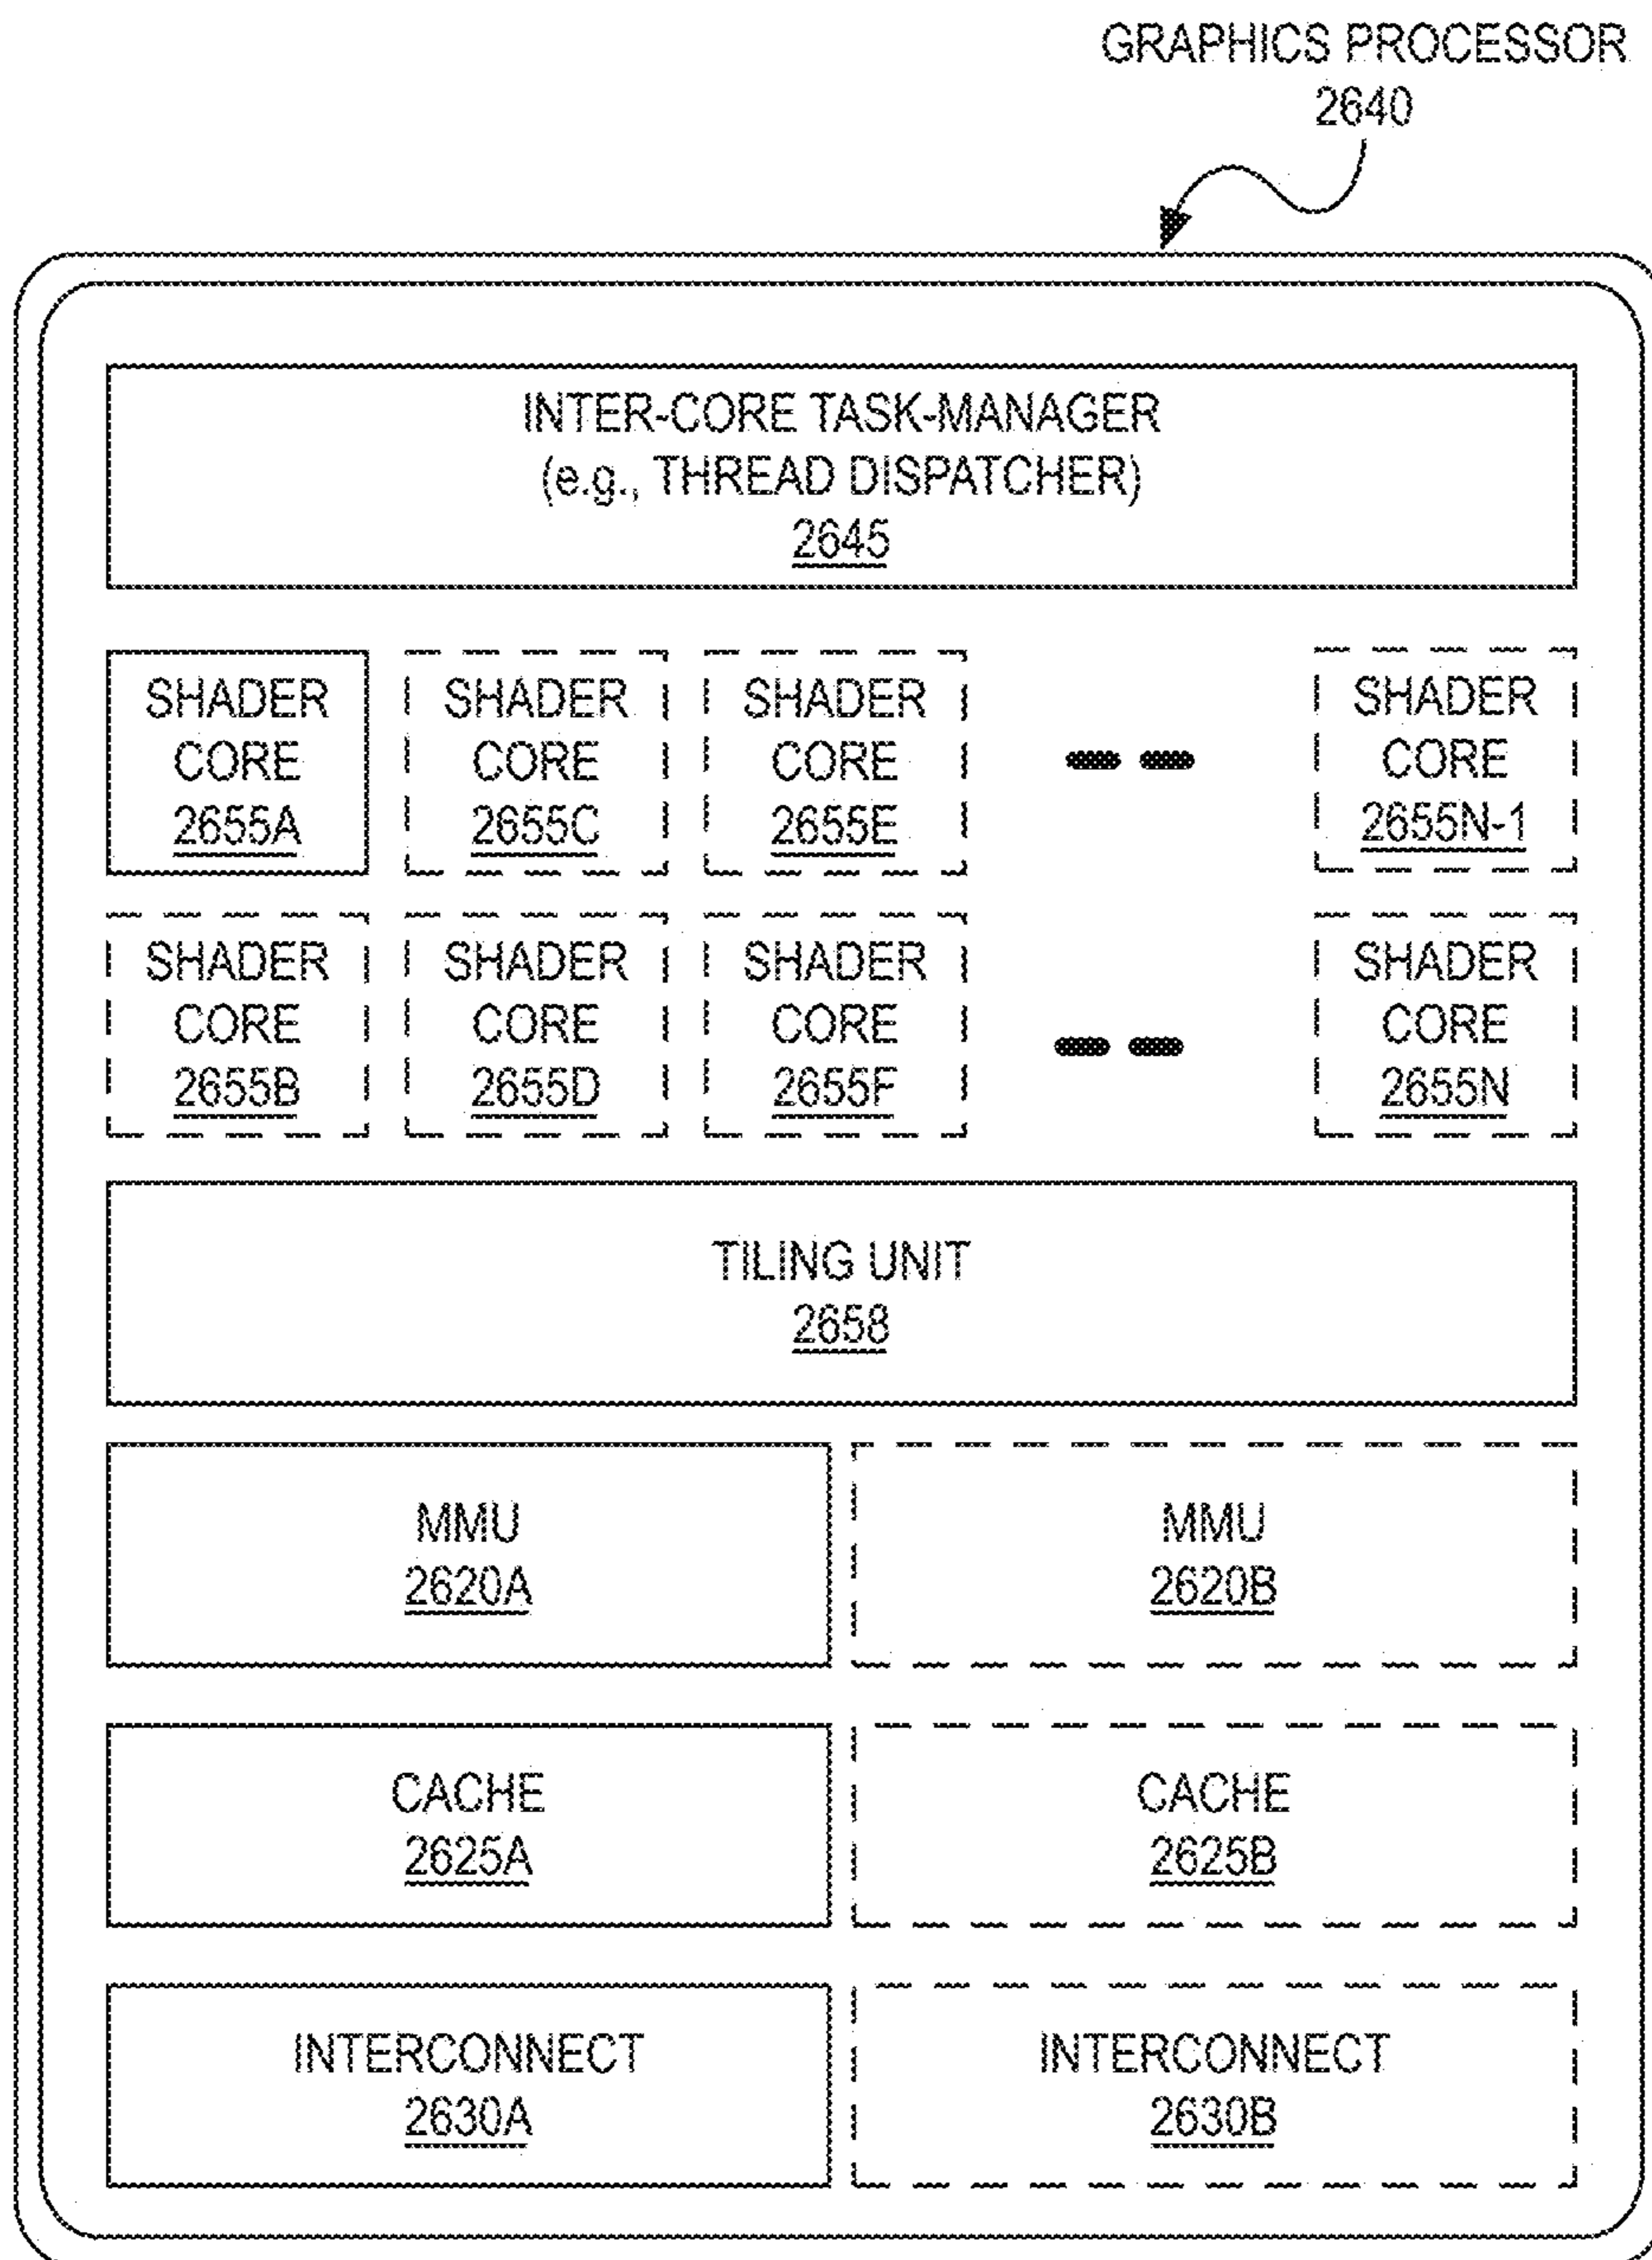 GRAPHICS PROCESSOR
2640
INTER-CORE TASK-MANAGER
(e.g., THREAD DISPATCHER)
2645
SHADER
CORE
2655A
SHADER
CORE
2655C
SHADER
CORE
2655E
SHADER
CORE
2655N-1
SHADER
CORE
2655B
SHADER
CORE
2655D
SHADER
CORE
2655F
SHADER
CORE
2655N
TILING UNIT
2658
MMU
2620A
MMU
2620B
CACHE
2625A
CACHE
2625B
INTERCONNECT
2630A
INTERCONNECT
2630B